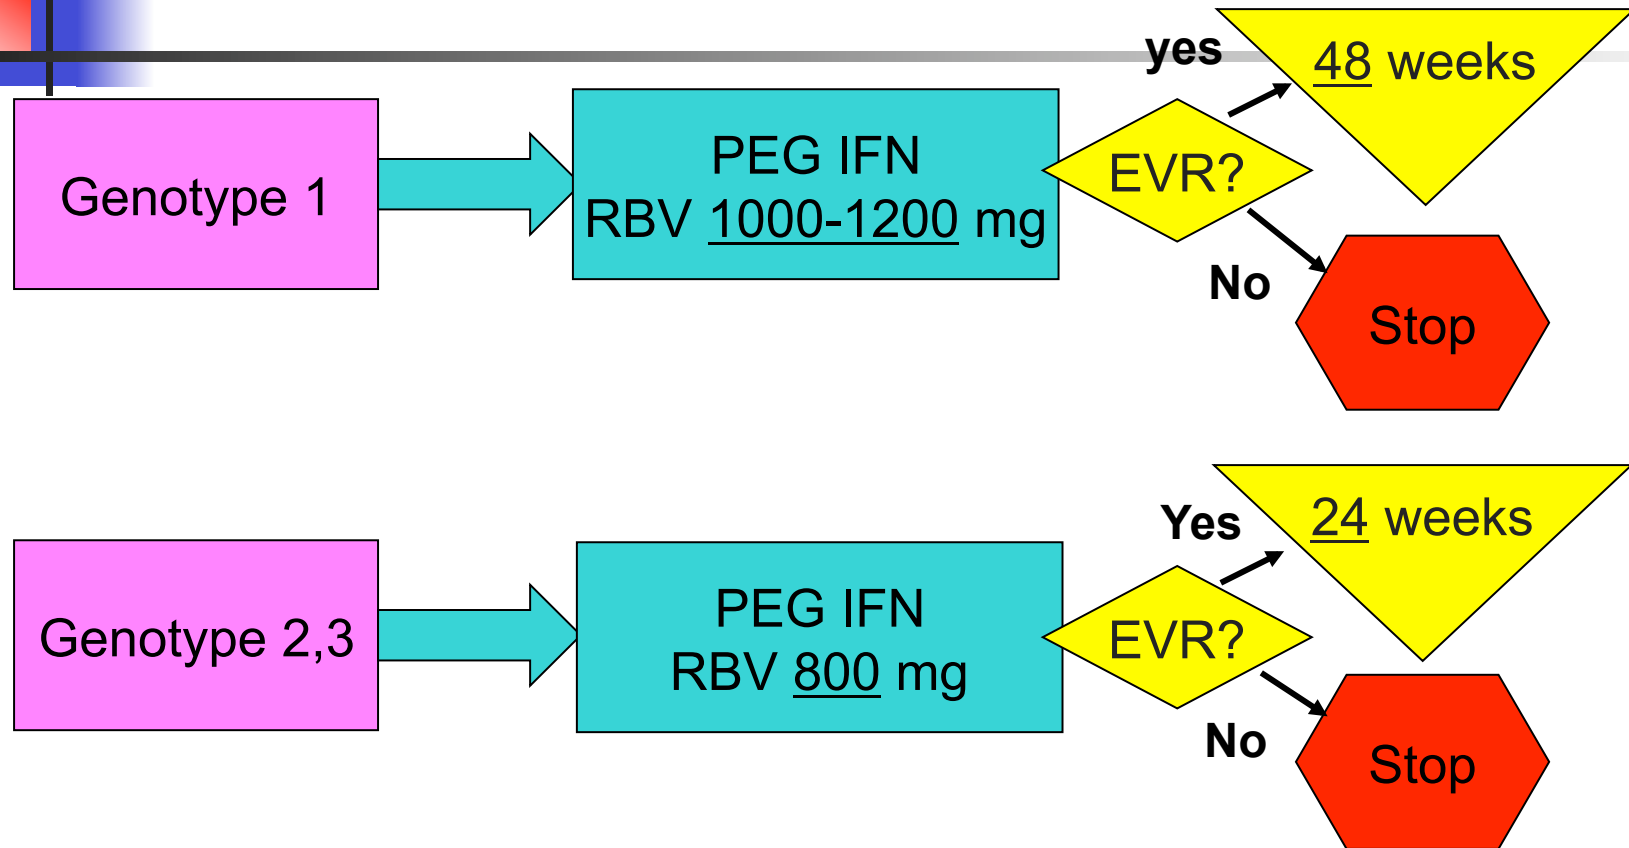 yes
48 weeks
Genotype 1
PEG IFN
RBV 1000-1200 mg
EVR?
No
Stop
Yes
24 weeks
Genotype 2,3
PEG IFN
RBV 800 mg
EVR?
No
Stop